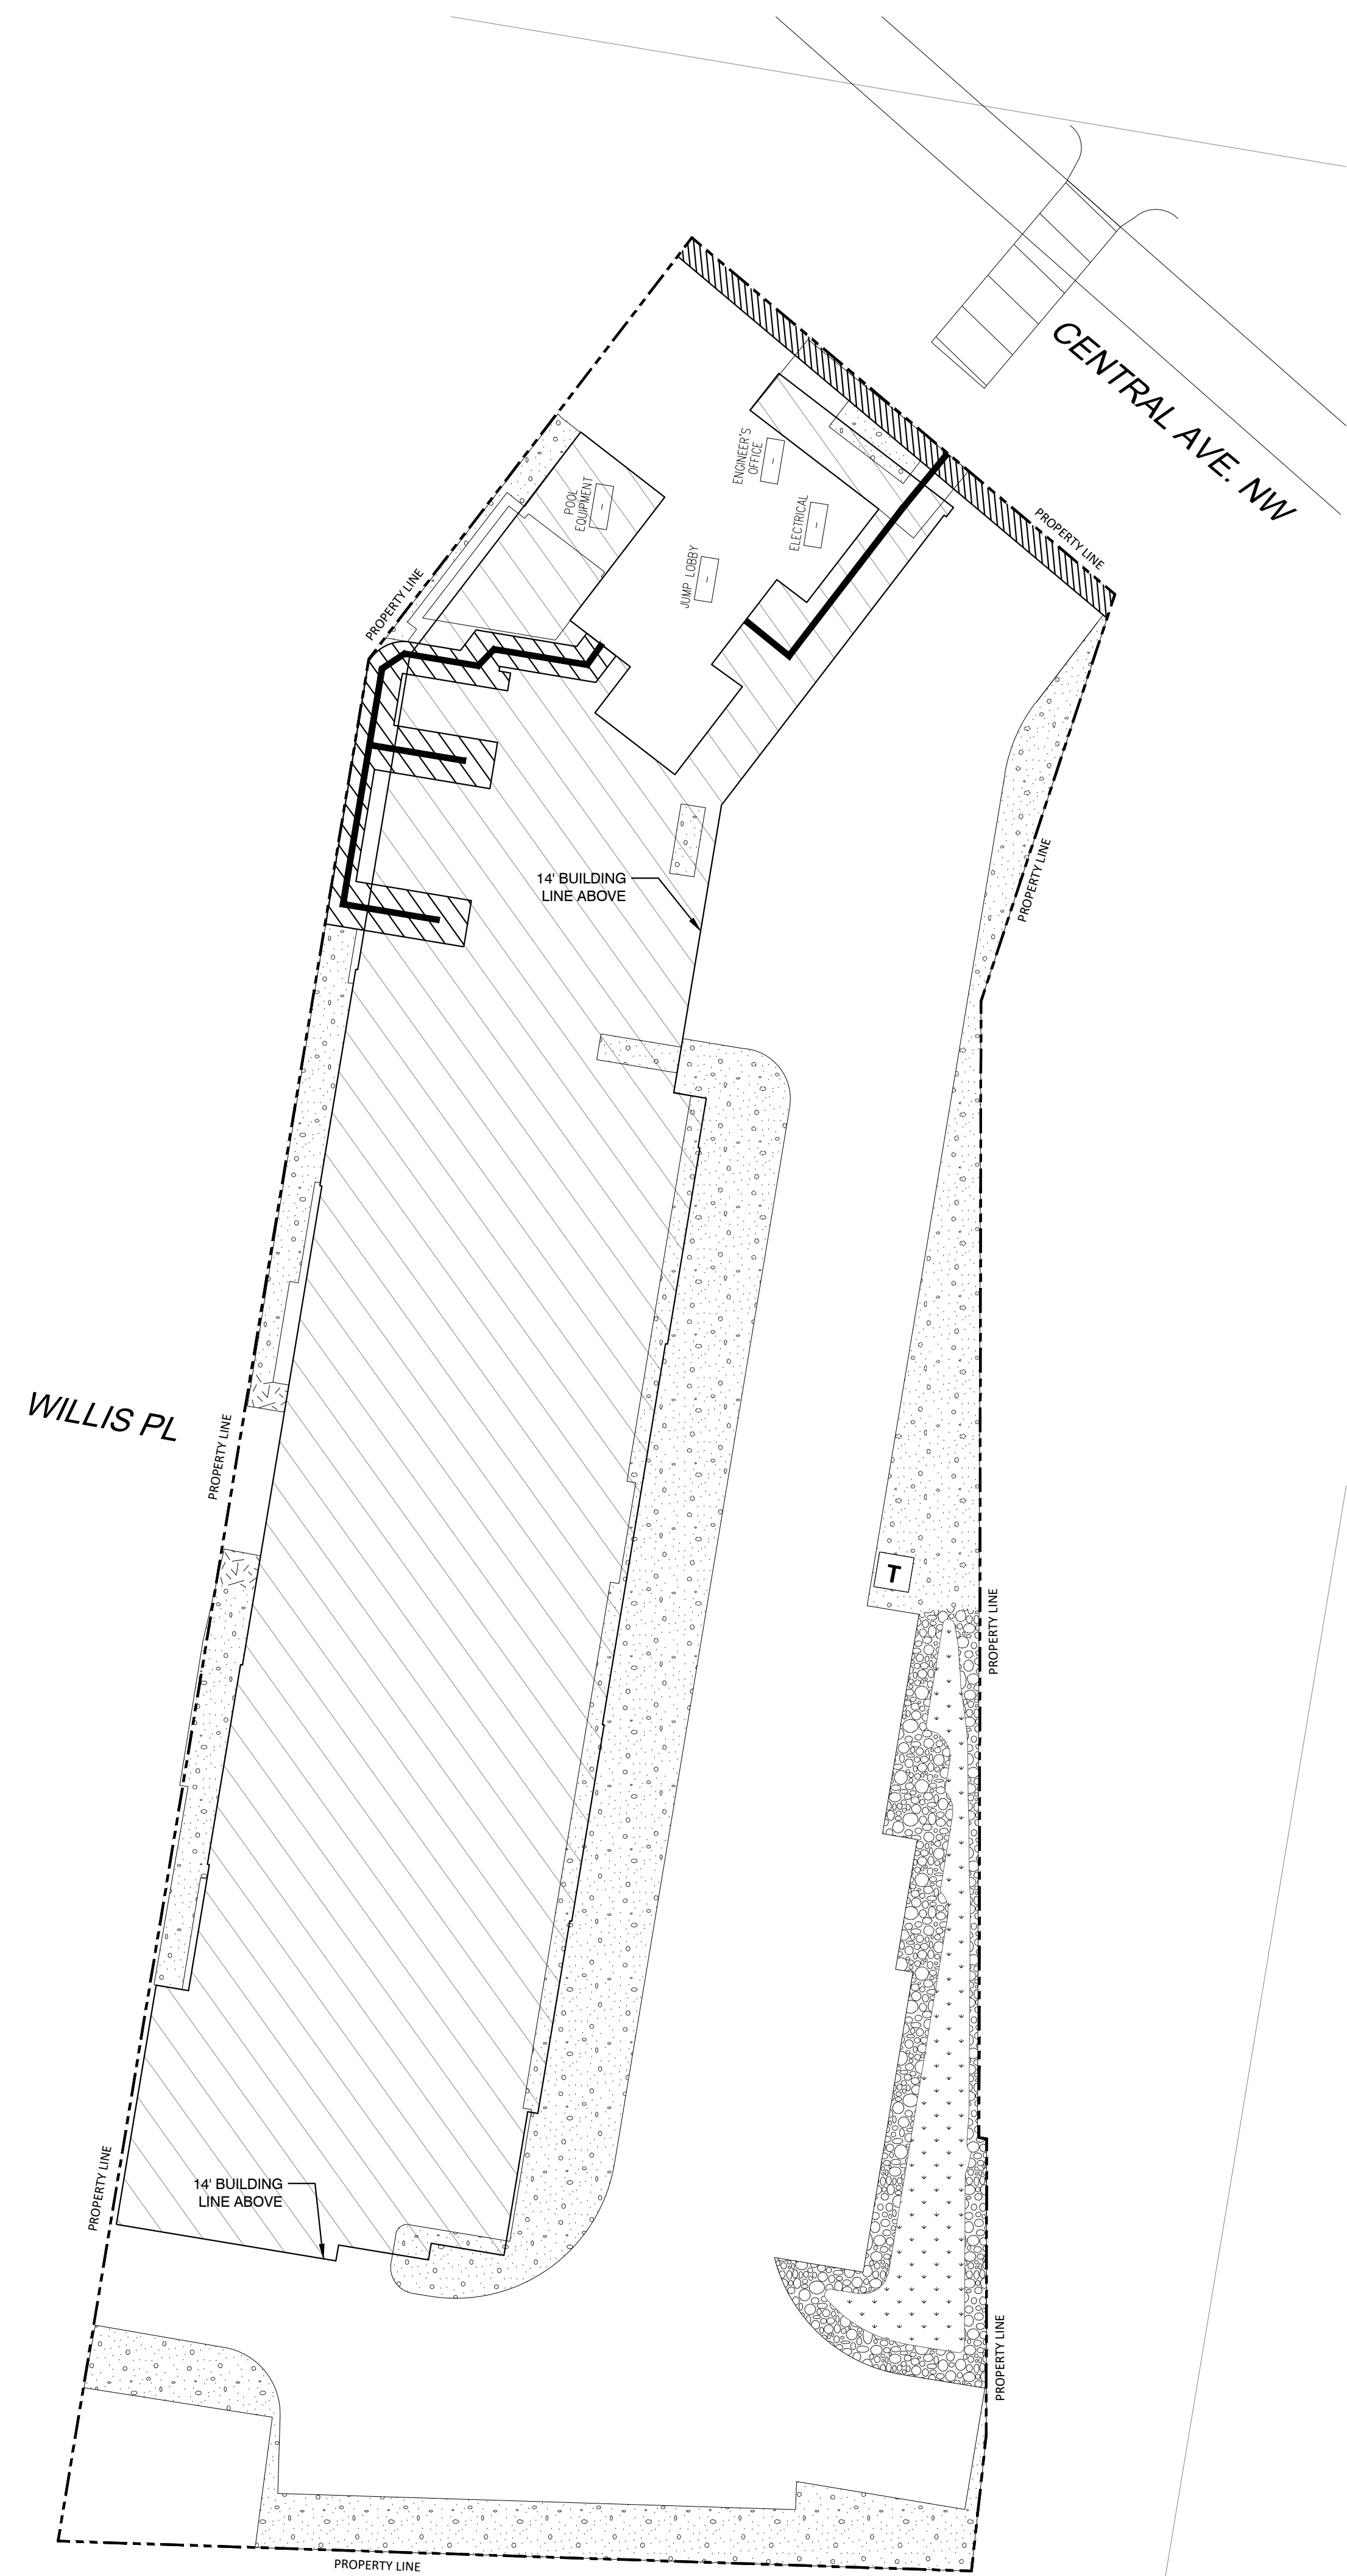 CENTRAL AVE. NW
PROPERTY LINE
ENGINEER'S
OFFICE
-
POOL
EQUIPMENT
-
ELECTRICAL
-
JUMP LOBBY
-
PROPERTY LINE
14' BUILDING
LINE ABOVE
PROPERTY LINE
WILLIS PL
PROPERTY LINE
T
PROPERTY LINE
PROPERTY LINE
14' BUILDING
LINE ABOVE
PROPERTY LINE
PROPERTY LINE